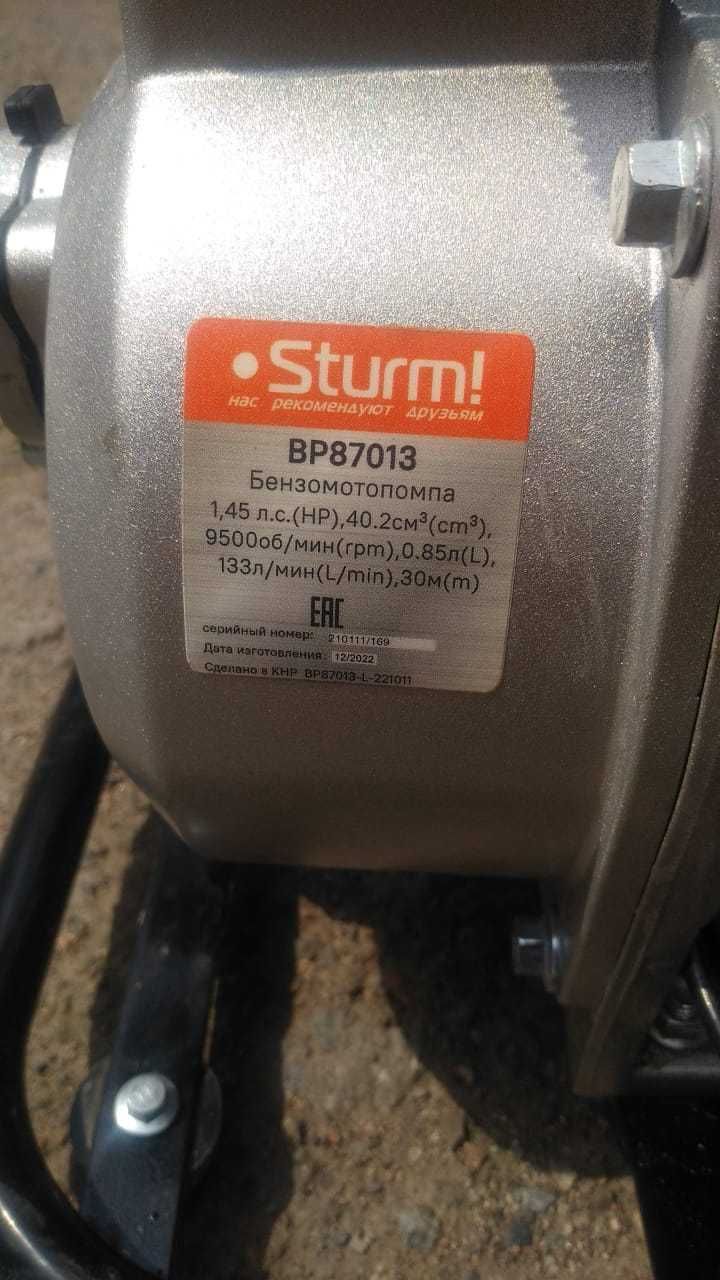 Sturm!
нас рекомендуют друзьям
BP87013
Бензомотопомпа
1,45 л.с.(HP),40.2см³(cm³),
9500об/мин(rpm),0.85л(L),
133л/мин(L/min),30м(m)
EAC
серийный номер: 210111/169
Дата изготовления: 12/2022
Сделано в КНР BP87013-L-221011